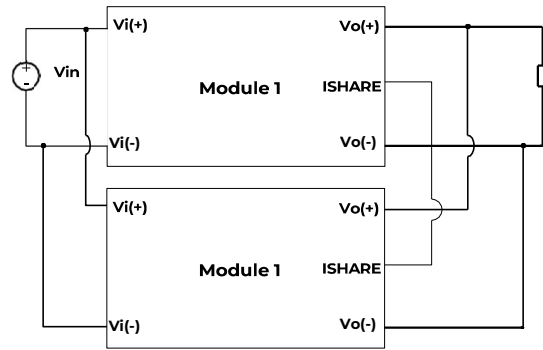 Vi(+) Vo(+)
Vin
Module 1 ISHARE
Vi(-) Vo(-)
Vi(+) Vo(+)
Module 1 ISHARE
Vi(-) Vo(-)